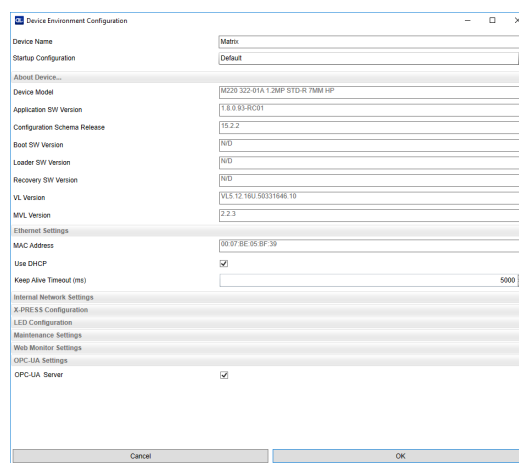 DL Device Environment Configuration
Device Name Matrix
Startup Configuration Default
About Device...
Device Model M220 322-01A 1.2MP STD-R 7MM HP
Application SW Version 1.8.0.93-RC01
Configuration Schema Release 15.2.2
Boot SW Version N/D
Loader SW Version N/D
Recovery SW Version N/D
VL Version VL5.12.16U.50331646.10
MVL Version 2.2.3
Ethernet Settings
MAC Address 00:07:BE:05:BF:39
Use DHCP
Keep Alive Timeout (ms) 5000
Internal Network Settings
X-PRESS Configuration
LED Configuration
Maintenance Settings
Web Monitor Settings
OPC-UA Settings
OPC-UA Server
Cancel OK